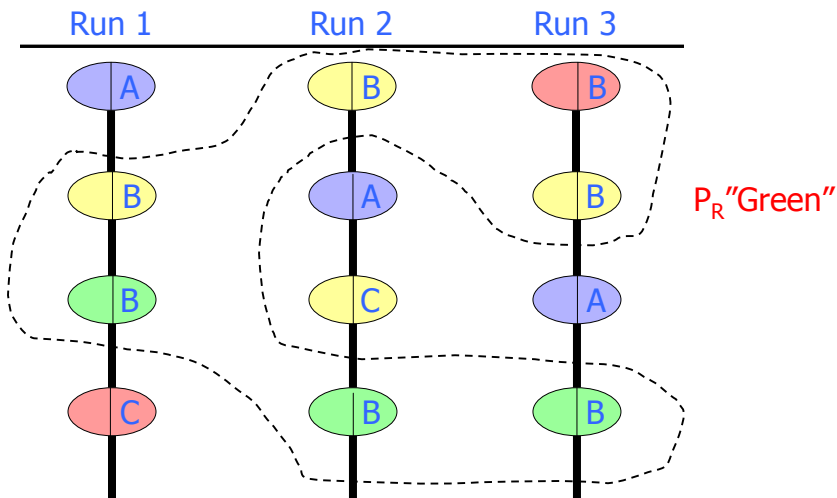 Run 1 Run 2 Run 3
A B B
B A B
P_R"Green"
B C A
C B B